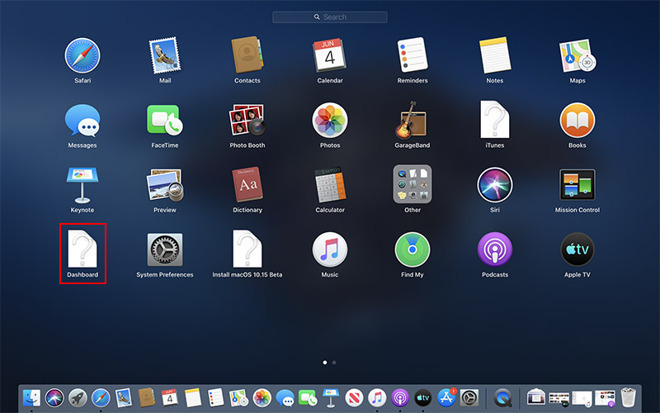 Search
Safari
Mail
Contacts
JUN
4
Calendar
Reminders
Notes
Maps
Messages
FaceTime
Photo Booth
Photos
GarageBand
?
iTunes
Books
Keynote
Preview
Aa
Dictionary
Calculator
Other
Siri
Mission Control
?
Dashboard
System Preferences
?
Install macOS 10.15 Beta
Music
Find My
Podcasts
tv
Apple TV
4
tv
1